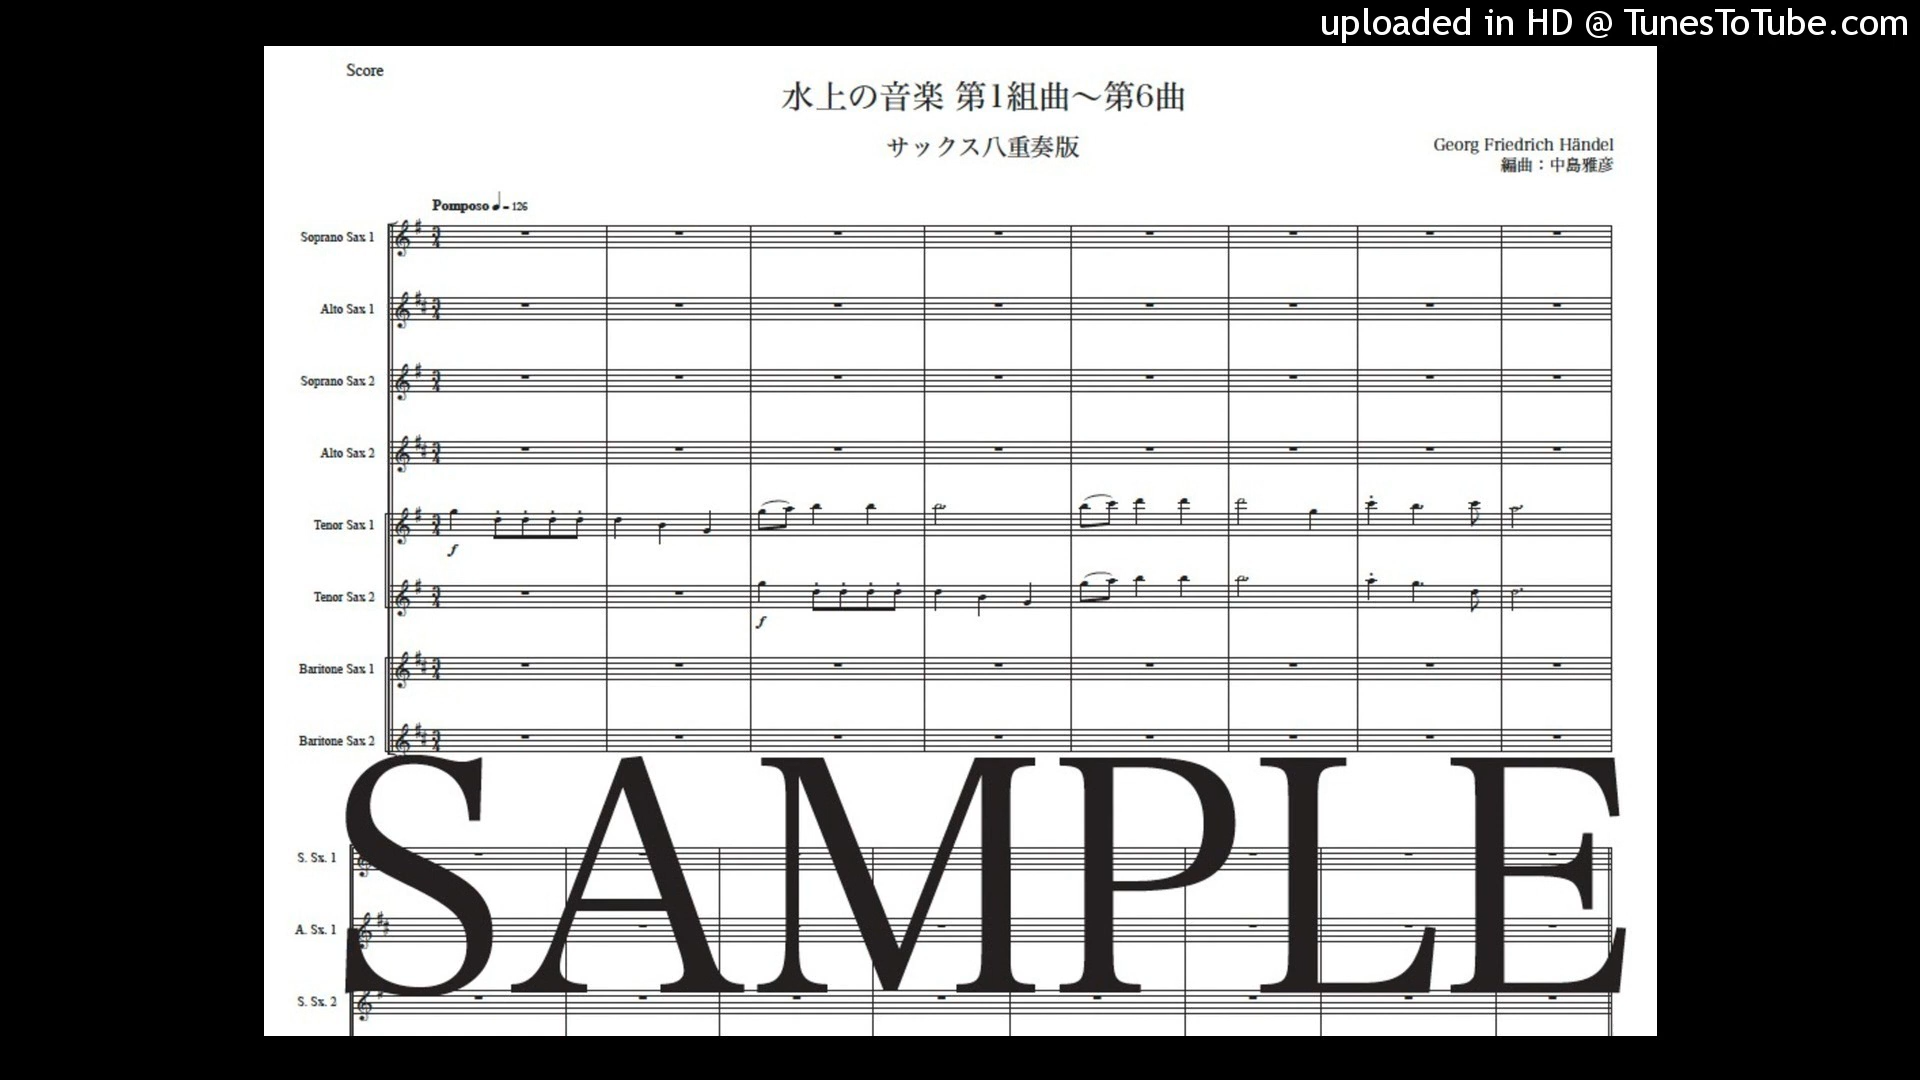 uploaded in HD @ TunesToTube.com
Score
水上の音楽 第1組曲～第6曲
サックス八重奏版
Georg Friedrich Händel
編曲：中島雅彦
Pomposo ♩= 126
Soprano Sax 1
Alto Sax 1
Soprano Sax 2
Alto Sax 2
Tenor Sax 1
f
Tenor Sax 2
f
Baritone Sax 1
Baritone Sax 2
SAMPLE
S. Sx. 1
A. Sx. 1
S. Sx. 2